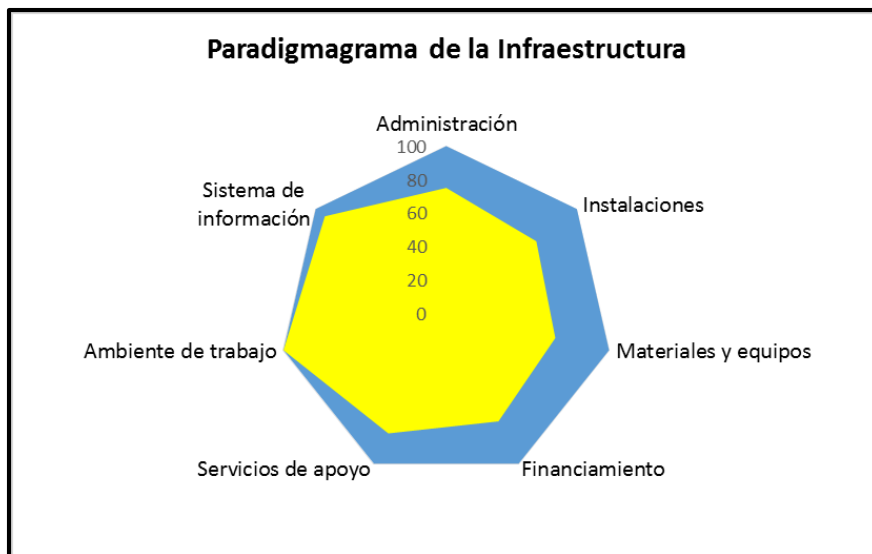 Paradigmagrama de la Infraestructura
Administración
100
80
60
40
20
0
Sistema de
información
Instalaciones
Ambiente de trabajo
Materiales y equipos
Servicios de apoyo
Financiamiento